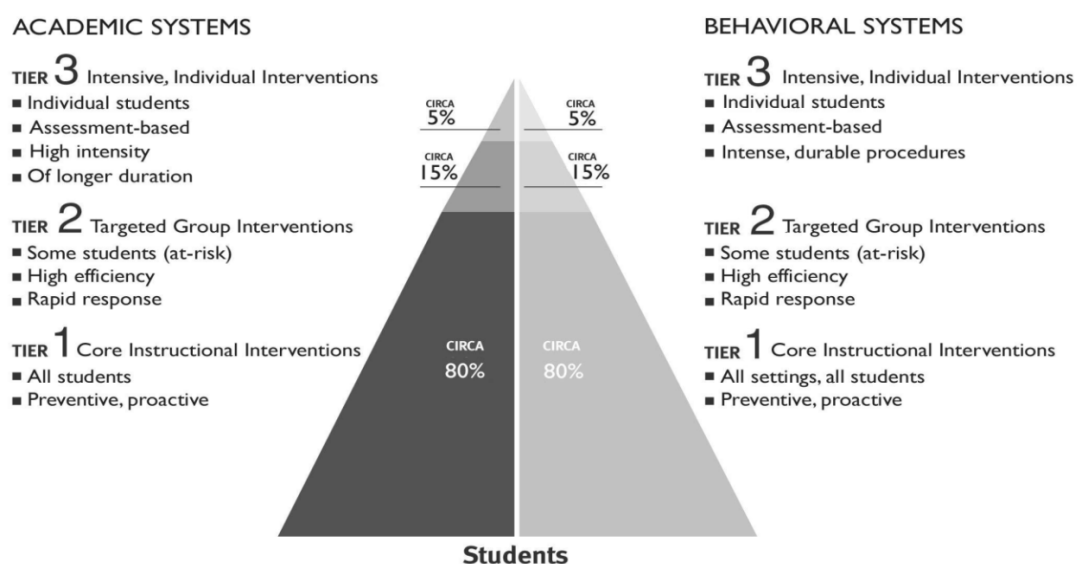 ACADEMIC SYSTEMS
TIER 3 Intensive, Individual Interventions
■ Individual students
■ Assessment-based
■ High intensity
■ Of longer duration
TIER 2 Targeted Group Interventions
■ Some students (at-risk)
■ High efficiency
■ Rapid response
TIER 1 Core Instructional Interventions
■ All students
■ Preventive, proactive
CIRCA
5%
CIRCA
15%
CIRCA
80%
CIRCA
5%
CIRCA
15%
CIRCA
80%
Students
BEHAVIORAL SYSTEMS
TIER 3 Intensive, Individual Interventions
■ Individual students
■ Assessment-based
■ Intense, durable procedures
TIER 2 Targeted Group Interventions
■ Some students (at-risk)
■ High efficiency
■ Rapid response
TIER 1 Core Instructional Interventions
■ All settings, all students
■ Preventive, proactive